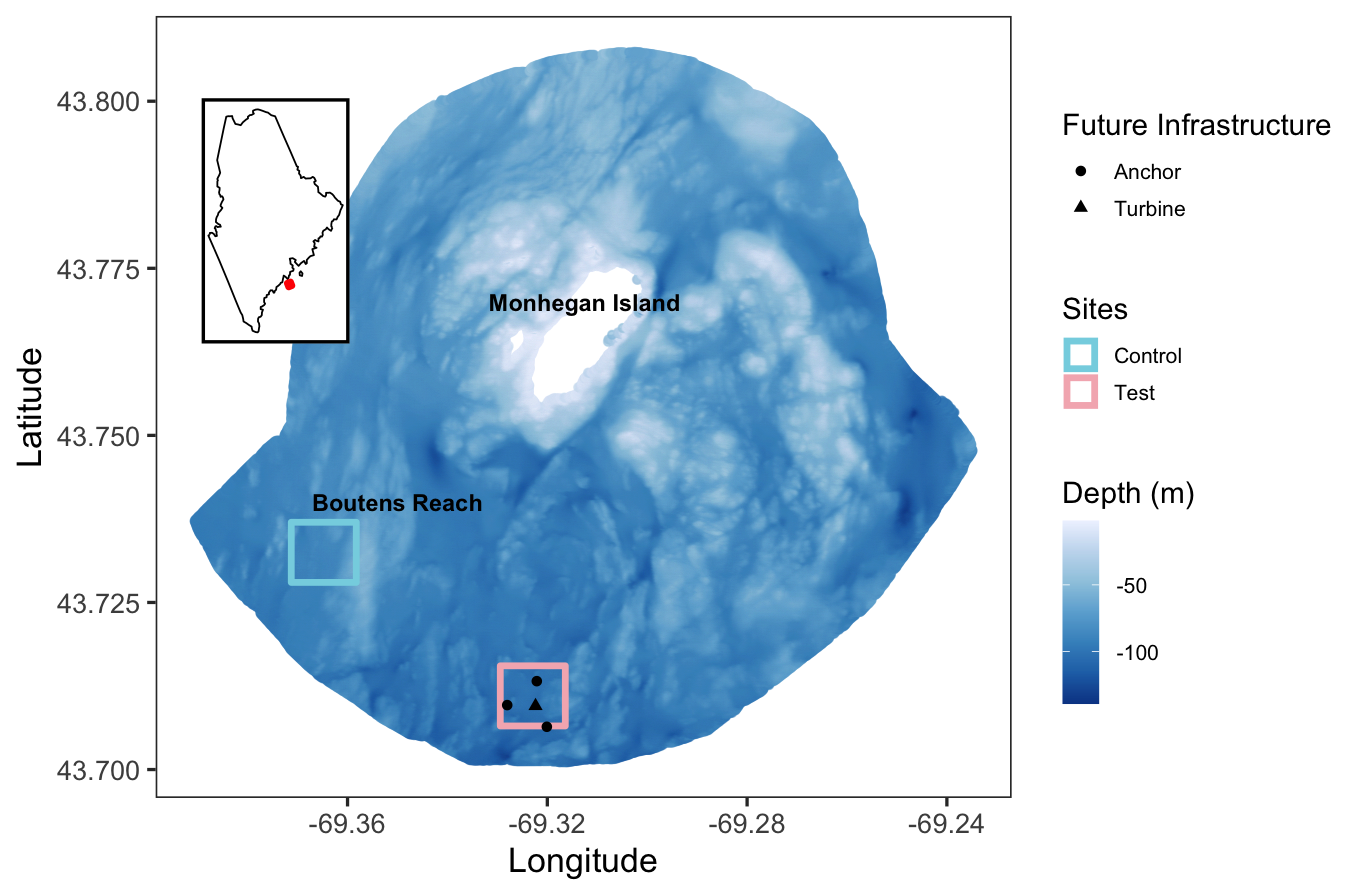 43.800
43.775
43.750
43.725
43.700
Latitude
Monhegan Island
Boutens Reach
-69.36
-69.32
-69.28
-69.24
Longitude
Future Infrastructure
Anchor
Turbine
Sites
Control
Test
Depth (m)
-50
-100